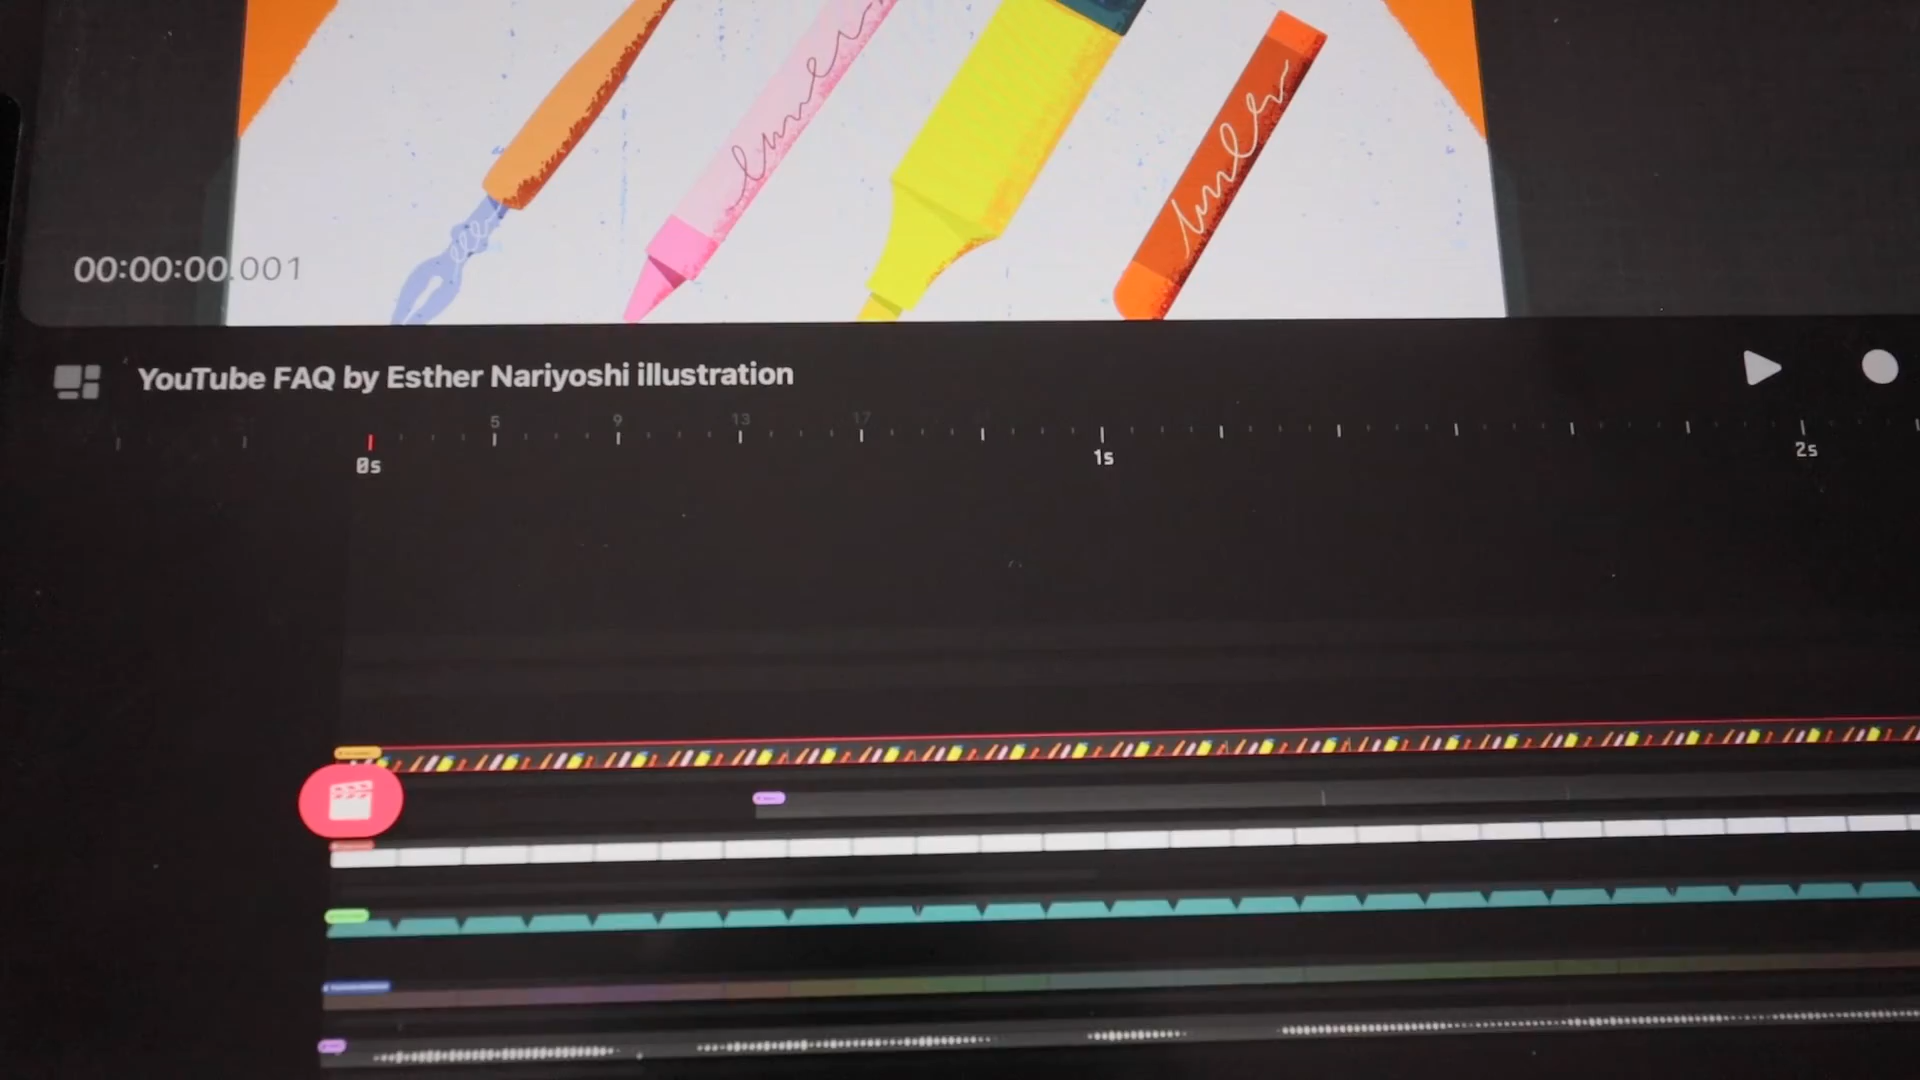 00:00:00.001
YouTube FAQ by Esther Nariyoshi illustration
5 9 13 17
0s 1s 2s